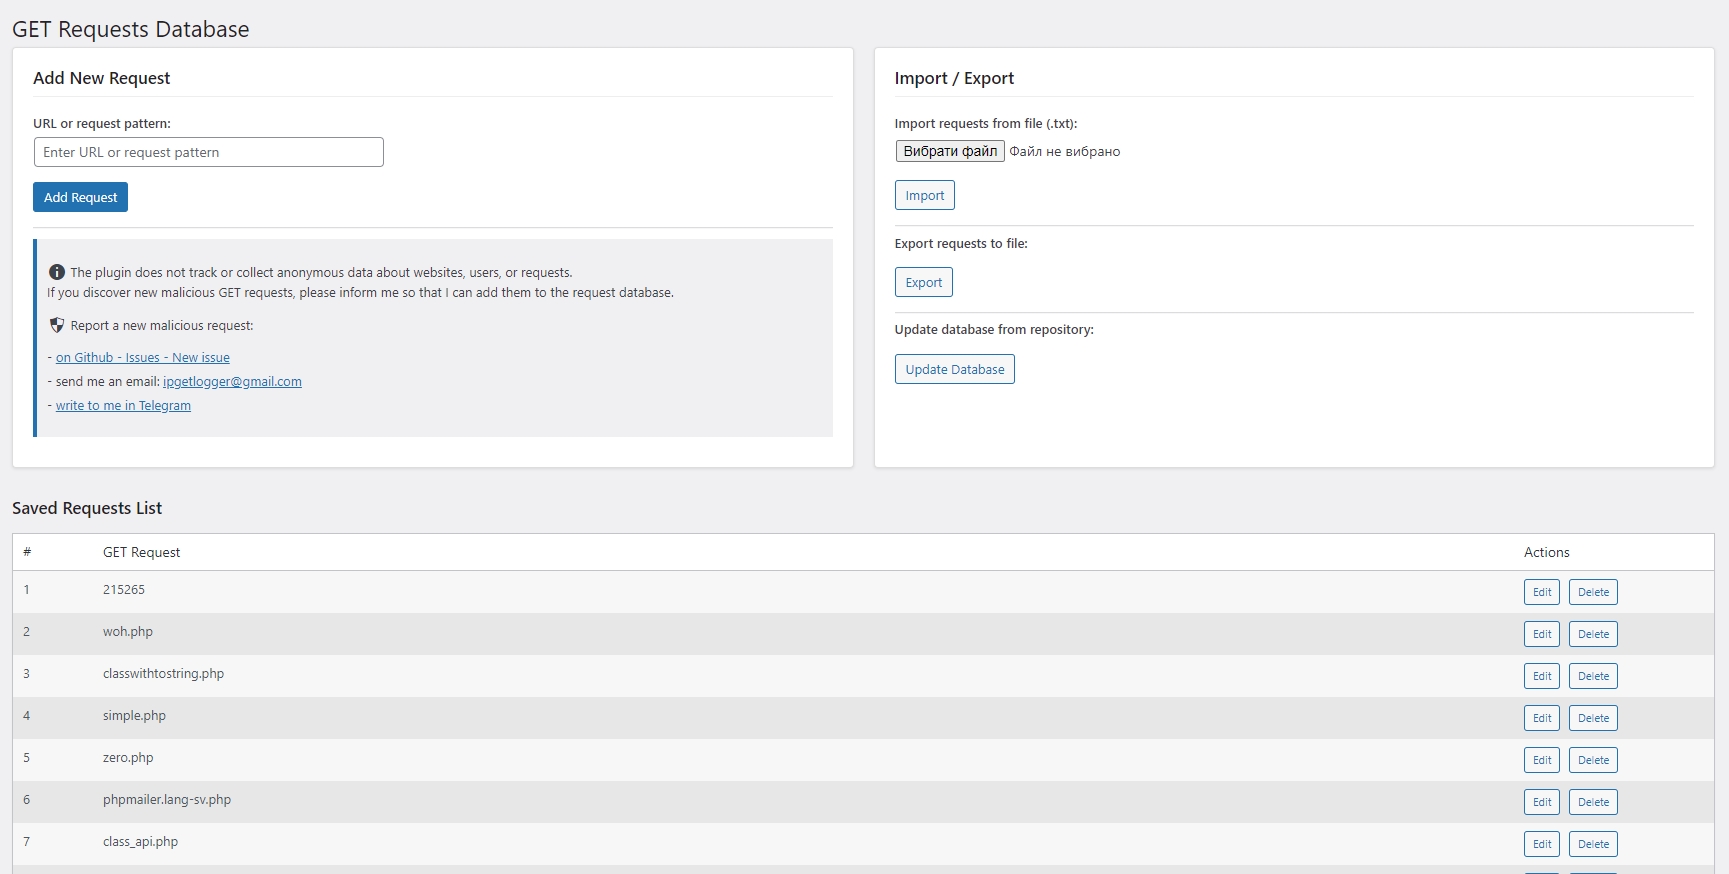 GET Requests Database
Add New Request
URL or request pattern:
Enter URL or request pattern
Add Request
The plugin does not track or collect anonymous data about websites, users, or requests.
If you discover new malicious GET requests, please inform me so that I can add them to the request database.
Report a new malicious request:
- on Github - Issues - New issue
- send me an email: ipgetlogger@gmail.com
- write to me in Telegram
Import / Export
Import requests from file (.txt):
Вибрати файл Файл не вибрано
Import
Export requests to file:
Export
Update database from repository:
Update Database
Saved Requests List
# GET Request Actions
1 215265 Edit Delete
2 woh.php Edit Delete
3 classwithtostring.php Edit Delete
4 simple.php Edit Delete
5 zero.php Edit Delete
6 phpmailer.lang-sv.php Edit Delete
7 class_api.php Edit Delete